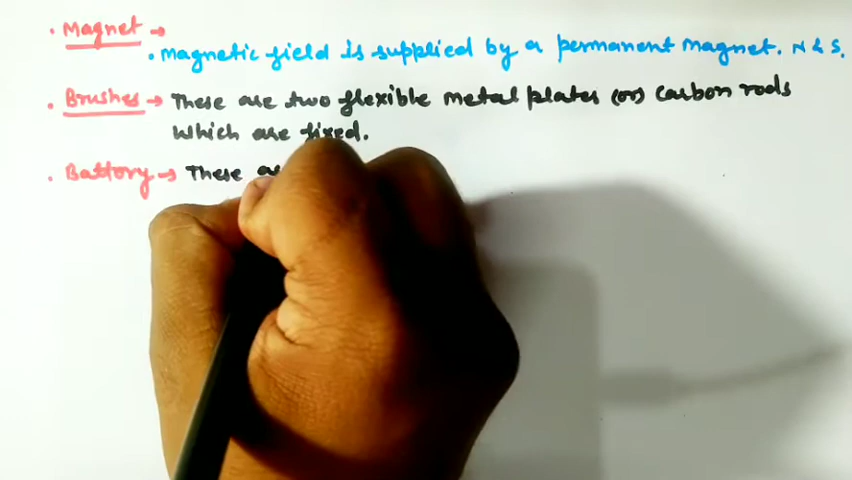 . Magnet →
. Magnetic field is supplied by a permanent magnet. N & S.
. Brushes → These are two flexible metal plates (or) carbon rods
which are fixed.
. Battory → These